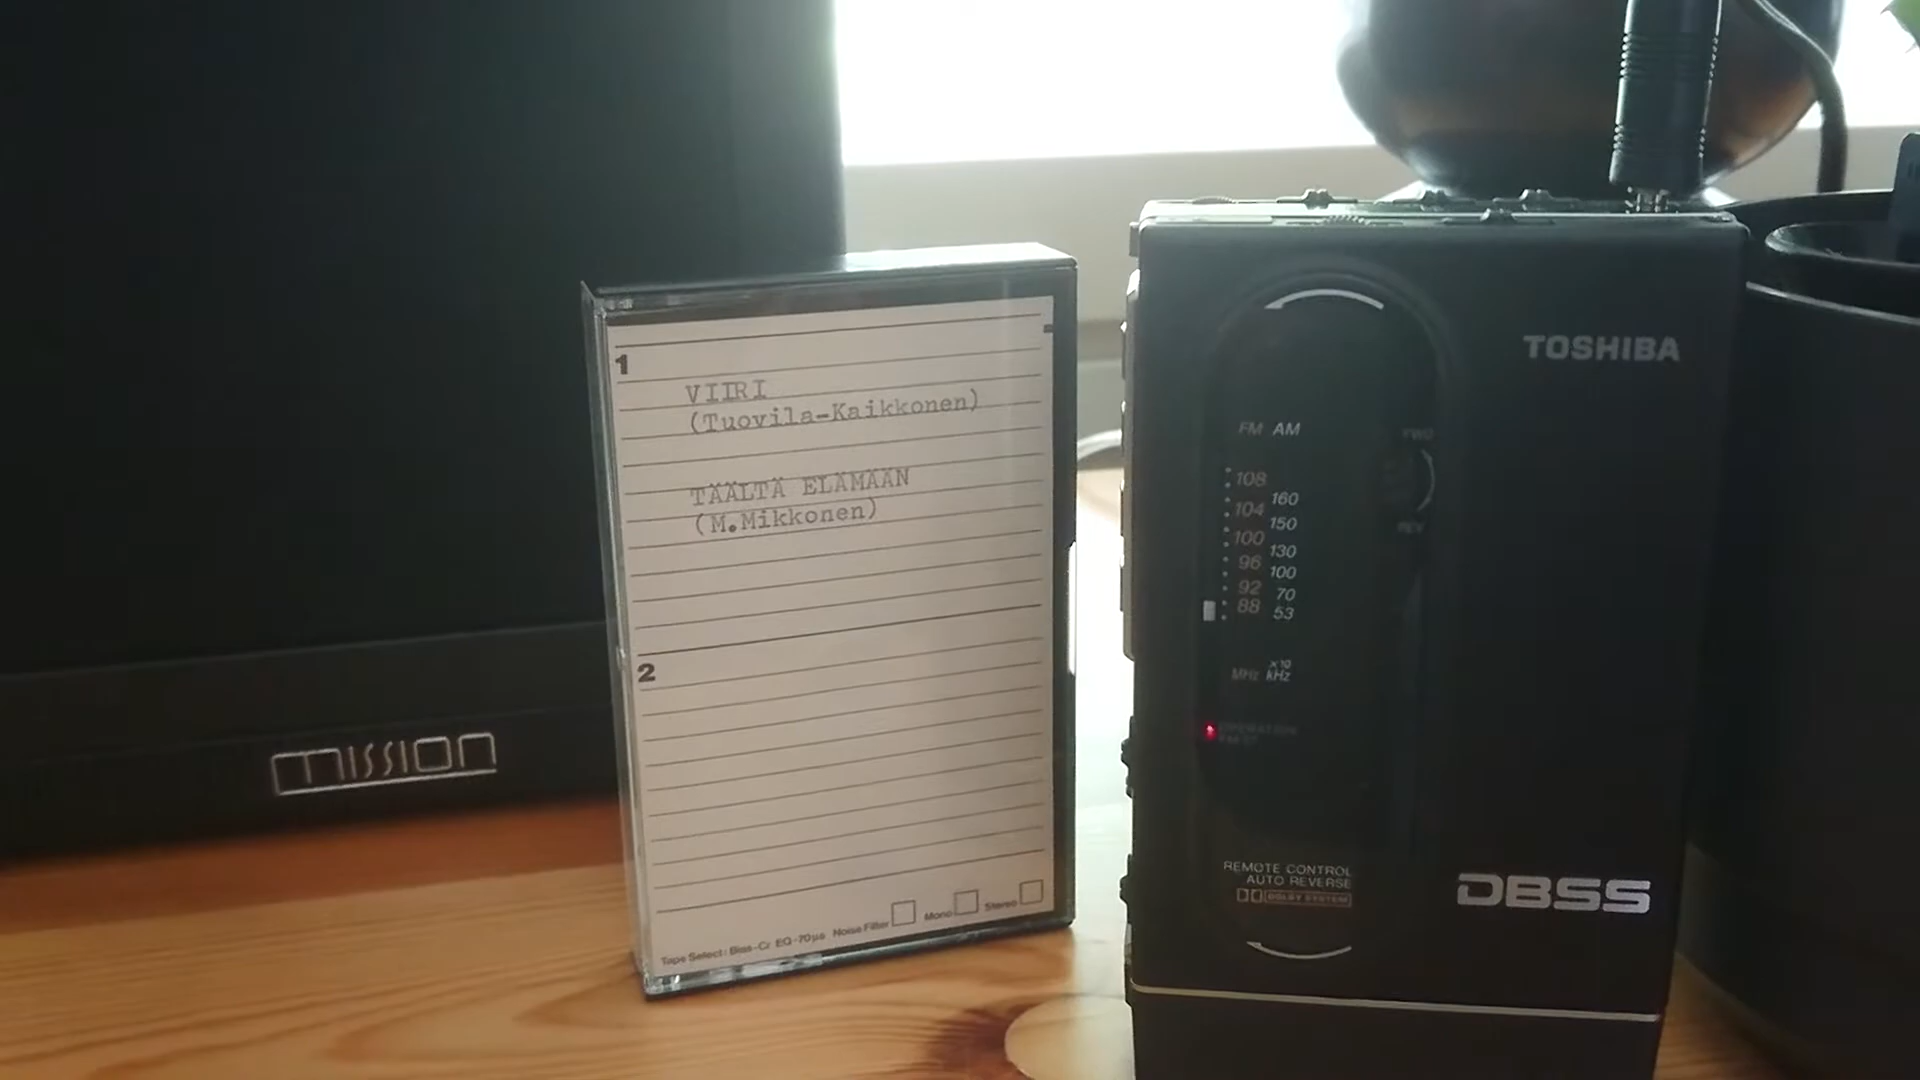 mission
1
VIIRI
(Tuovila-Kaikkonen)
TÄÄLTÄ ELÄMÄÄN
(M.Mikkonen)
2
Tape Select: Bias-Cr EQ-70μs Noise Filter Mono Stereo
TOSHIBA
FM AM
FWD
108
160
104
150
100
130
96
100
92
70
88
53
REV
MHz x10 kHz
OPERATION
REMOTE CONTROL
AUTO REVERSE
DOLBY SYSTEM
DBSS